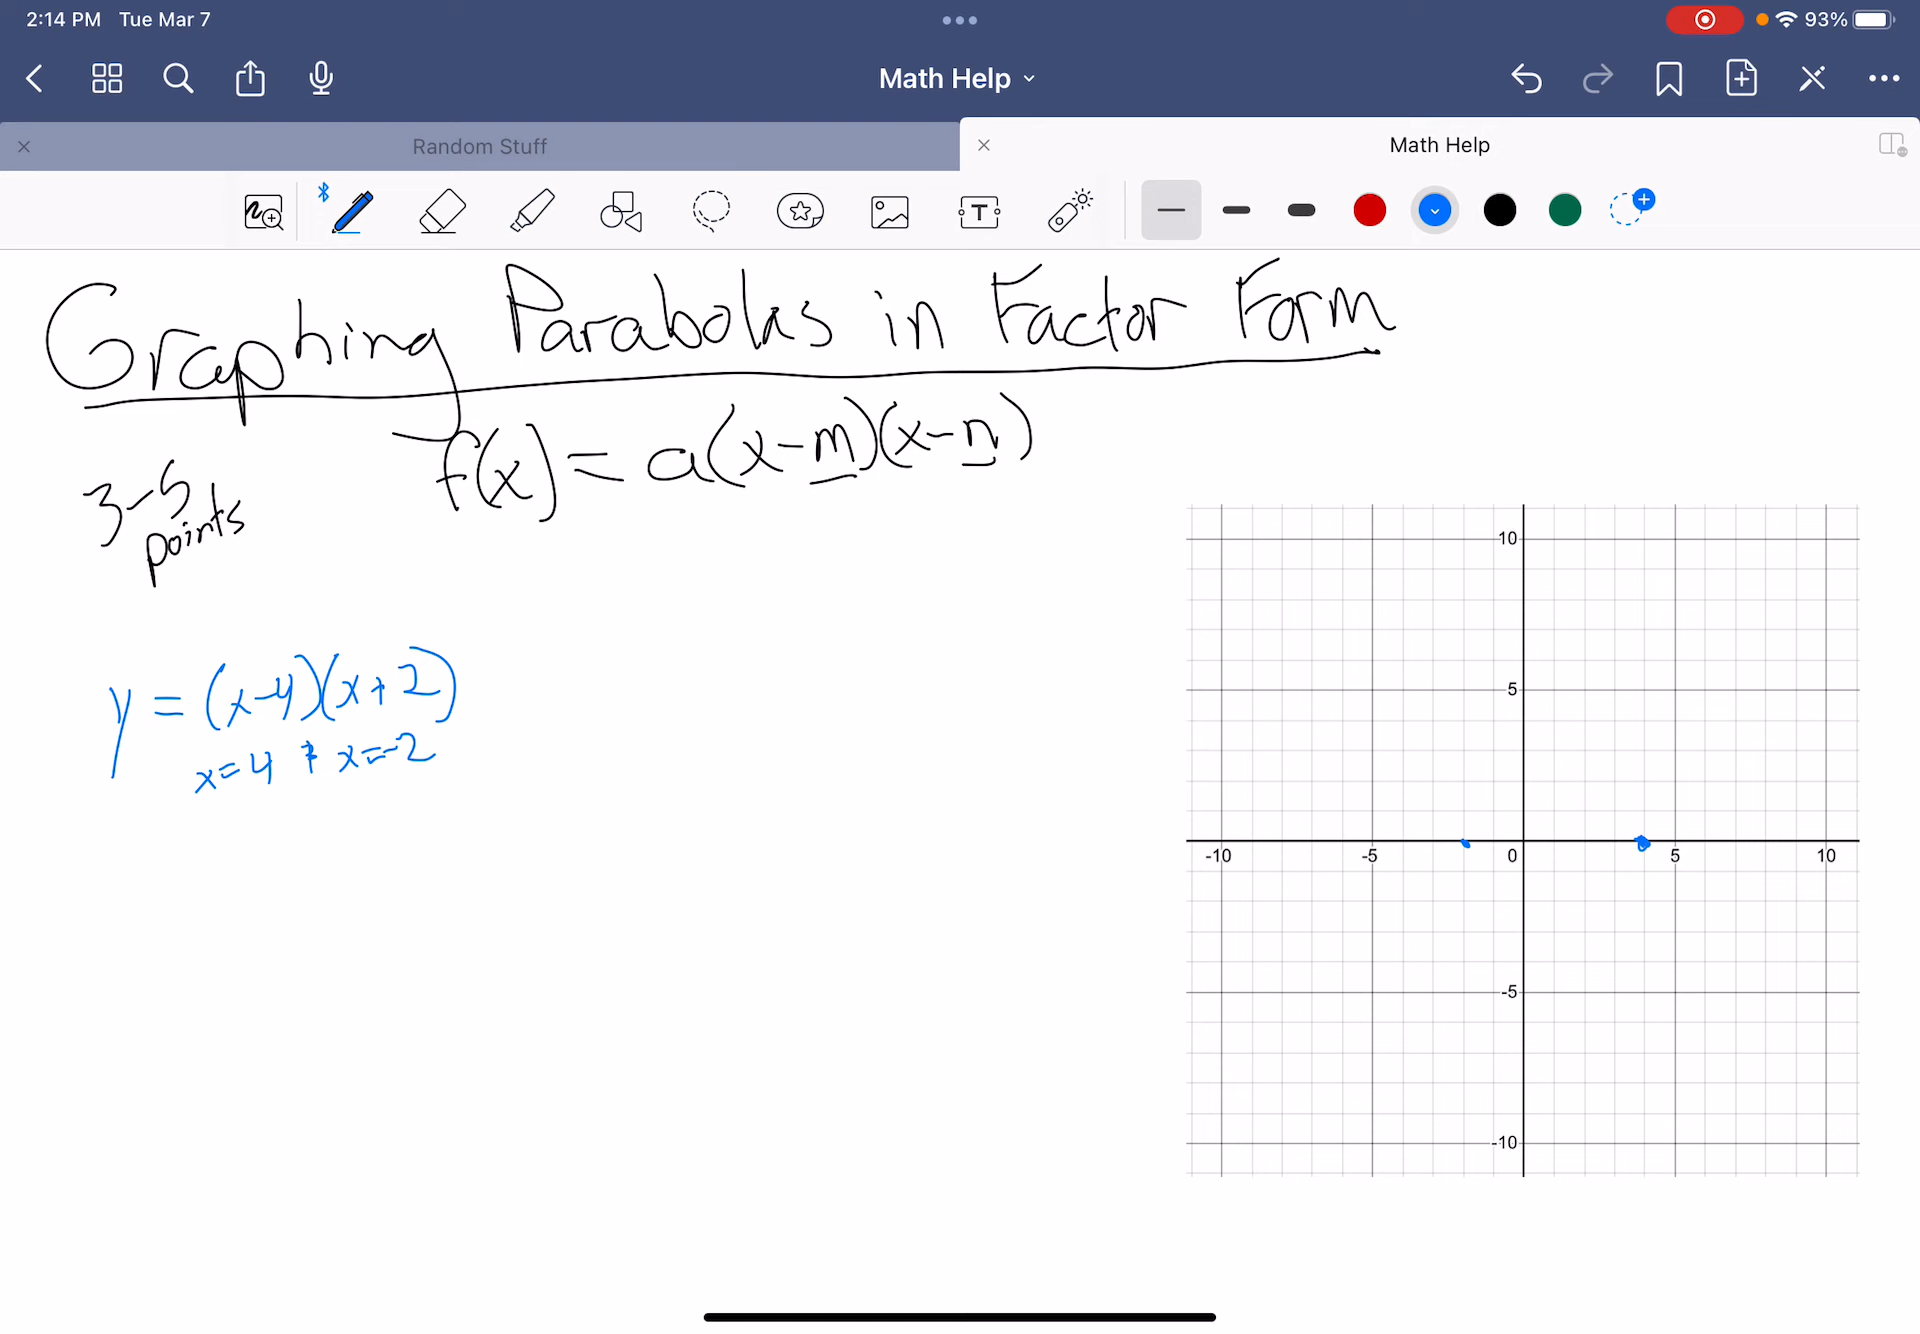 2:14 PM Tue Mar 7
93%
Math Help
Random Stuff
Math Help
T
Graphing Parabolas in Factor Form
f(x) = a(x-m)(x-n)
3-5
points
y = (x-4)(x+2)
x=4 & x=-2
10
5
-10 -5 0 5 10
-5
-10